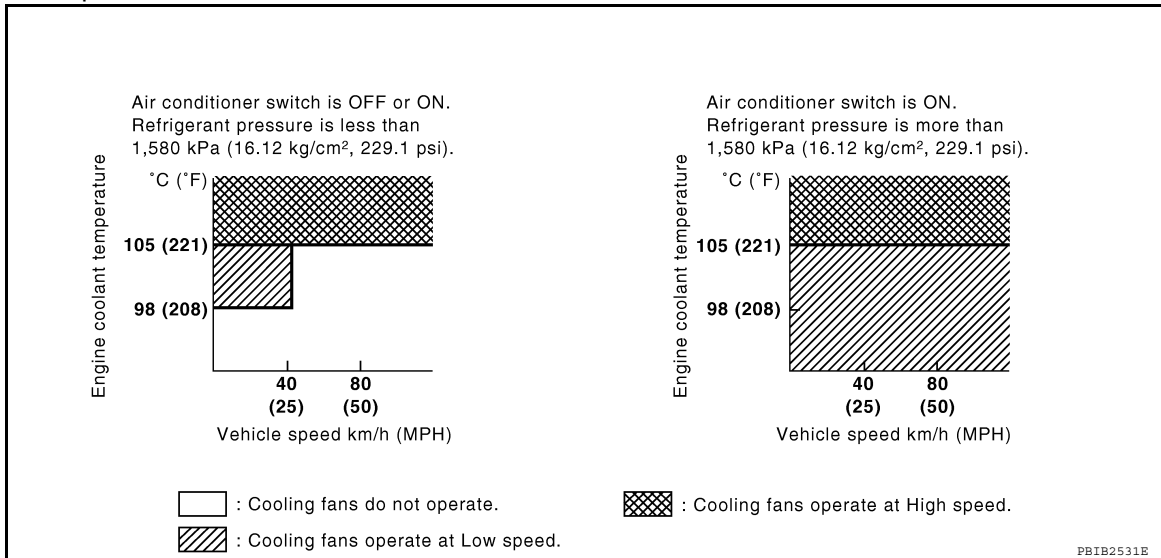 Air conditioner switch is OFF or ON.
Refrigerant pressure is less than
1,580 kPa (16.12 kg/cm², 229.1 psi).
Engine coolant temperature
˚C (˚F)
105 (221)
98 (208)
40
(25)
80
(50)
Vehicle speed km/h (MPH)
Air conditioner switch is ON.
Refrigerant pressure is more than
1,580 kPa (16.12 kg/cm², 229.1 psi).
Engine coolant temperature
˚C (˚F)
105 (221)
98 (208)
40
(25)
80
(50)
Vehicle speed km/h (MPH)
: Cooling fans do not operate.
: Cooling fans operate at Low speed.
: Cooling fans operate at High speed.
PBIB2531E